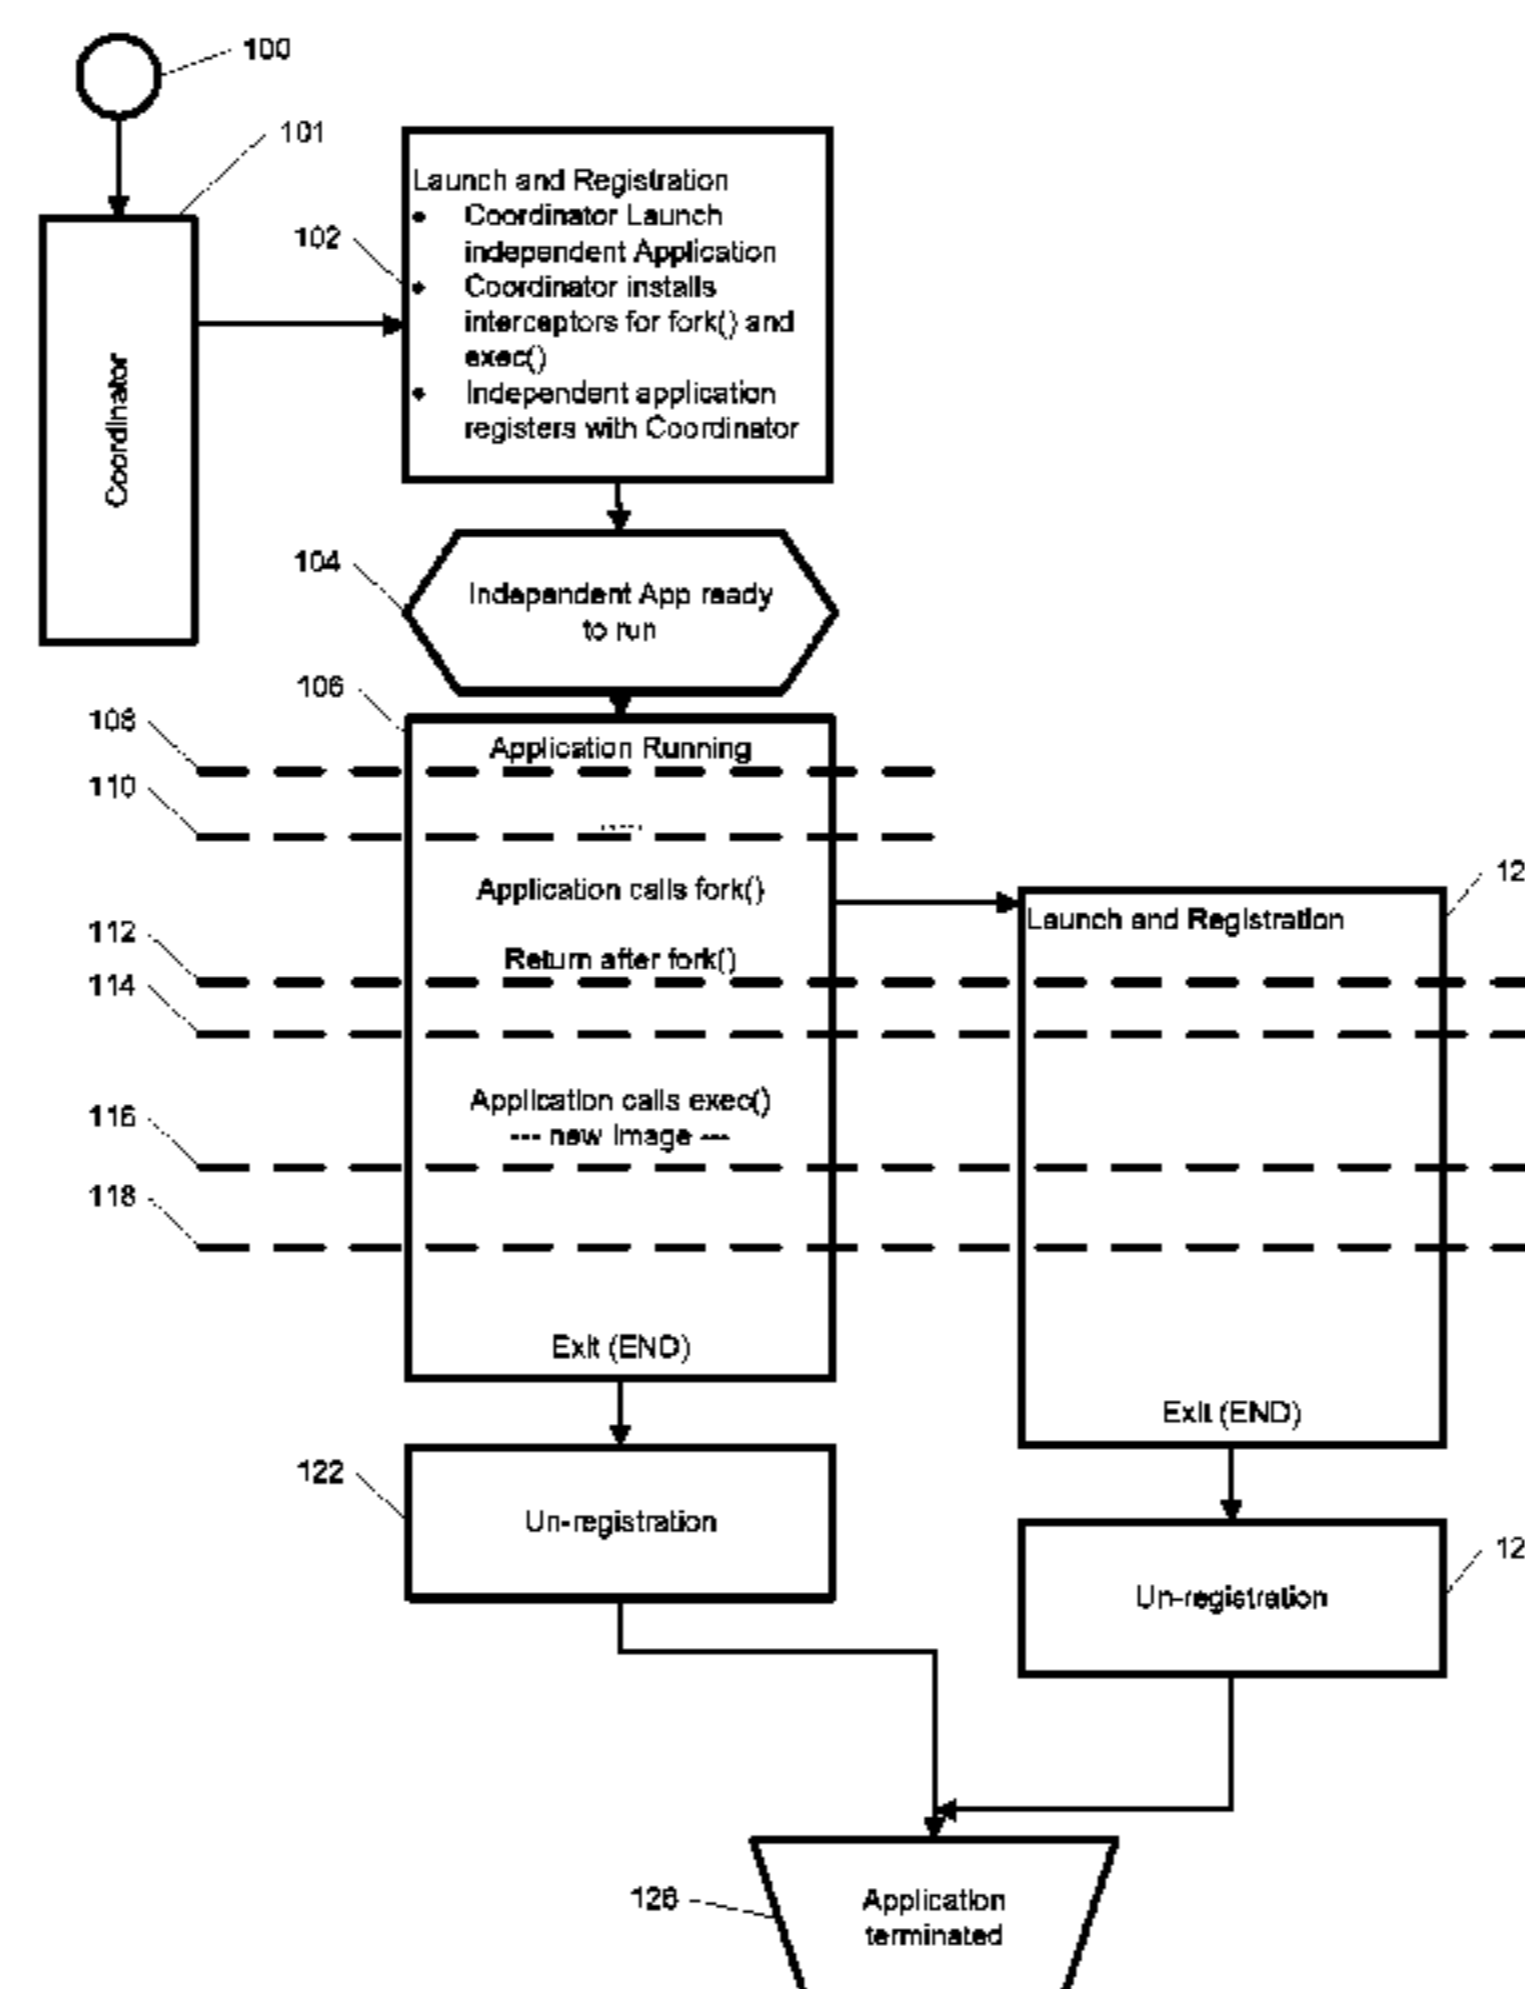 100
101
Coordinator
102
Launch and Registration
• Coordinator Launch
independent Application
• Coordinator installs
interceptors for fork() and
exec()
• Independent application
registers with Coordinator
104
Independent App ready
to run
106
Application Running
108
110
.....
Application calls fork()
112
Return after fork()
114
Application calls exec()
--- new image ---
116
118
Exit (END)
12
Launch and Registration
Exit (END)
122
Un-registration
12
Un-registration
Application
terminated